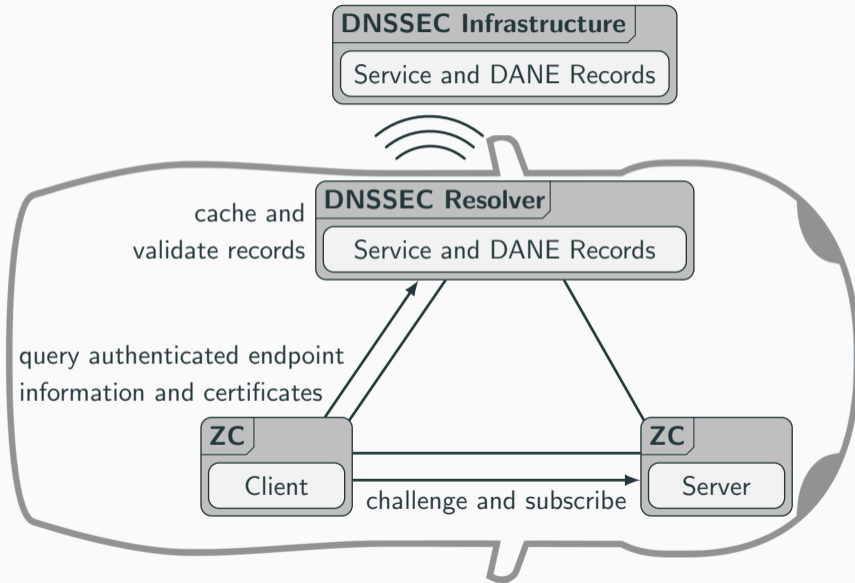 DNSSEC Infrastructure
Service and DANE Records
DNSSEC Resolver
Service and DANE Records
cache and
validate records
query authenticated endpoint
information and certificates
ZC
Client
challenge and subscribe
ZC
Server